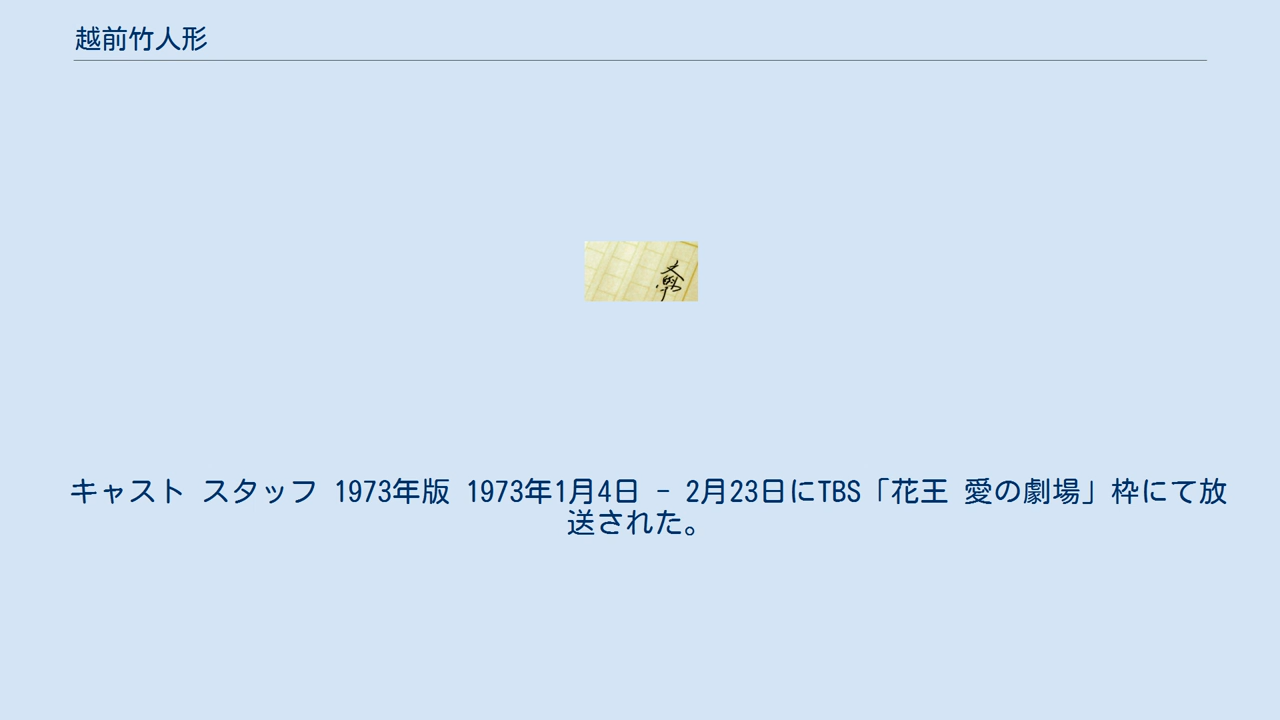 越前竹人形
キャスト スタッフ 1973年版 1973年1月4日 - 2月23日にTBS「花王 愛の劇場」枠にて放
送された。